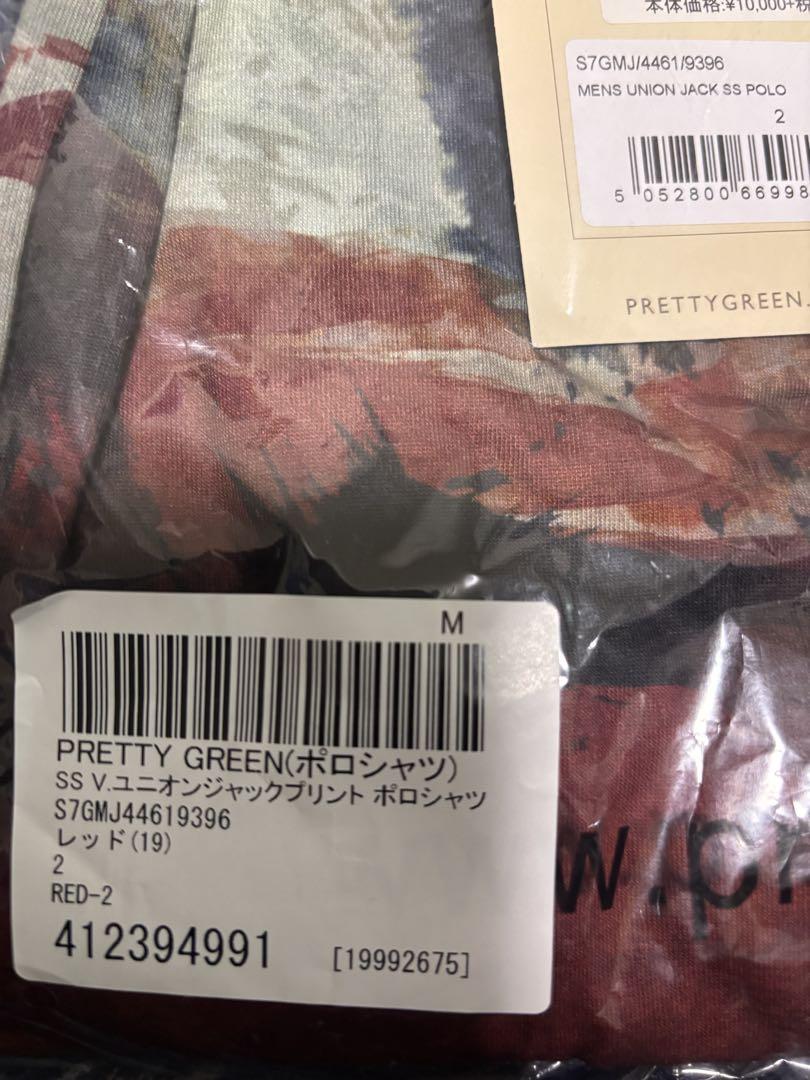 本体価格:¥10,000+税
S7GMJ/4461/9396
MENS UNION JACK SS POLO
2
5 052800 66998
PRETTYGREEN.
M
PRETTY GREEN(ポロシャツ)
SS V.ユニオンジャックプリント ポロシャツ
S7GMJ44619396
レッド(19)
2
RED-2
412394991 [19992675]
w.pr